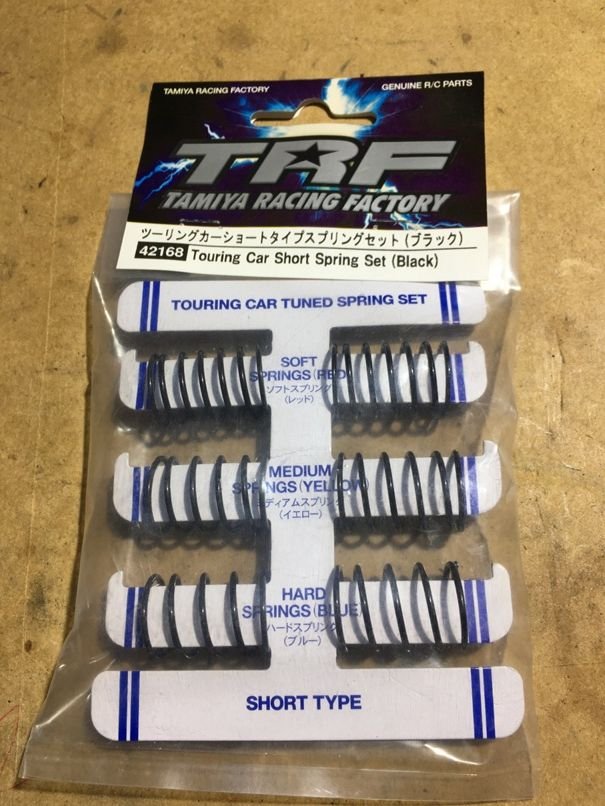 TAMIYA RACING FACTORY
GENUINE R/C PARTS
TRF
TAMIYA RACING FACTORY
ツーリングカーショートタイプスプリングセット(ブラック)
42168 Touring Car Short Spring Set (Black)
TOURING CAR TUNED SPRING SET
SOFT
SPRINGS (RED)
ソフトスプリング
(レッド)
MEDIUM
SPRINGS (YELLOW)
ミディアムスプリング
(イエロー)
HARD
SPRINGS (BLUE)
ハードスプリング
(ブルー)
SHORT TYPE